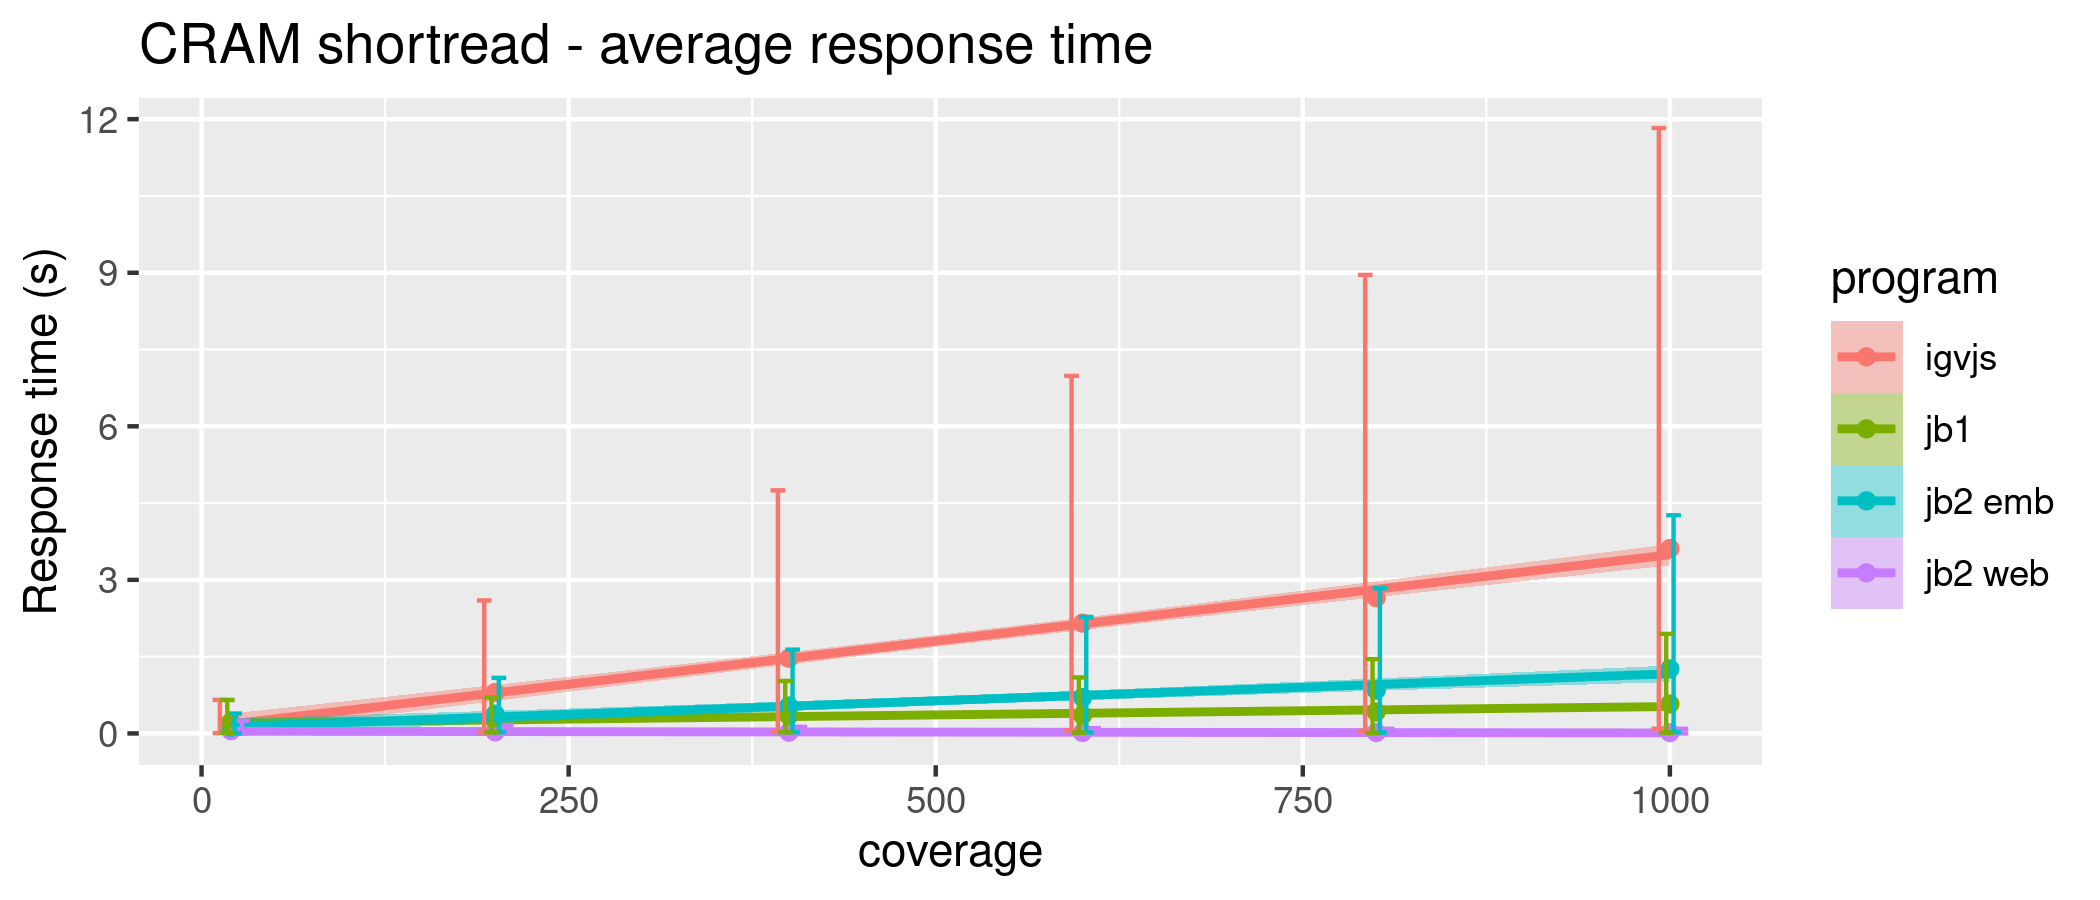 CRAM shortread - average response time
Response time (s)
12
9
6
3
0
0 250 500 750 1000
coverage
program
igvjs
jb1
jb2 emb
jb2 web